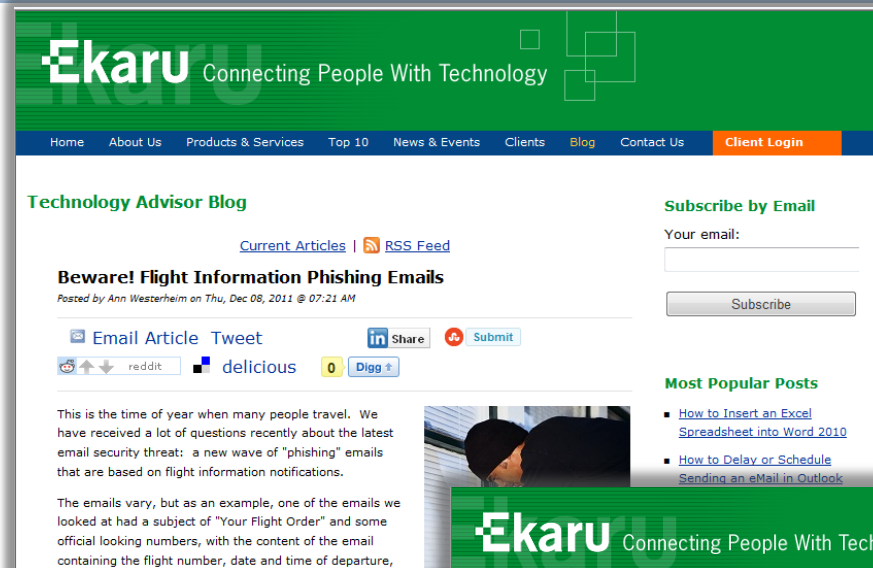 Ekaru Connecting People With Technology
Home About Us Products & Services Top 10 News & Events Clients Blog Contact Us Client Login
Technology Advisor Blog
Current Articles | RSS Feed
Beware! Flight Information Phishing Emails
Posted by Ann Westerheim on Thu, Dec 08, 2011 @ 07:21 AM
Email Article Tweet in Share Submit
reddit delicious 0 Digg
This is the time of year when many people travel. We
have received a lot of questions recently about the latest
email security threat: a new wave of "phishing" emails
that are based on flight information notifications.
The emails vary, but as an example, one of the emails we
looked at had a subject of "Your Flight Order" and some
official looking numbers, with the content of the email
containing the flight number, date and time of departure,
Subscribe by Email
Your email:
Subscribe
Most Popular Posts
How to Insert an Excel
Spreadsheet into Word 2010
How to Delay or Schedule
Sending an eMail in Outlook
Ekaru Connecting People With Tech